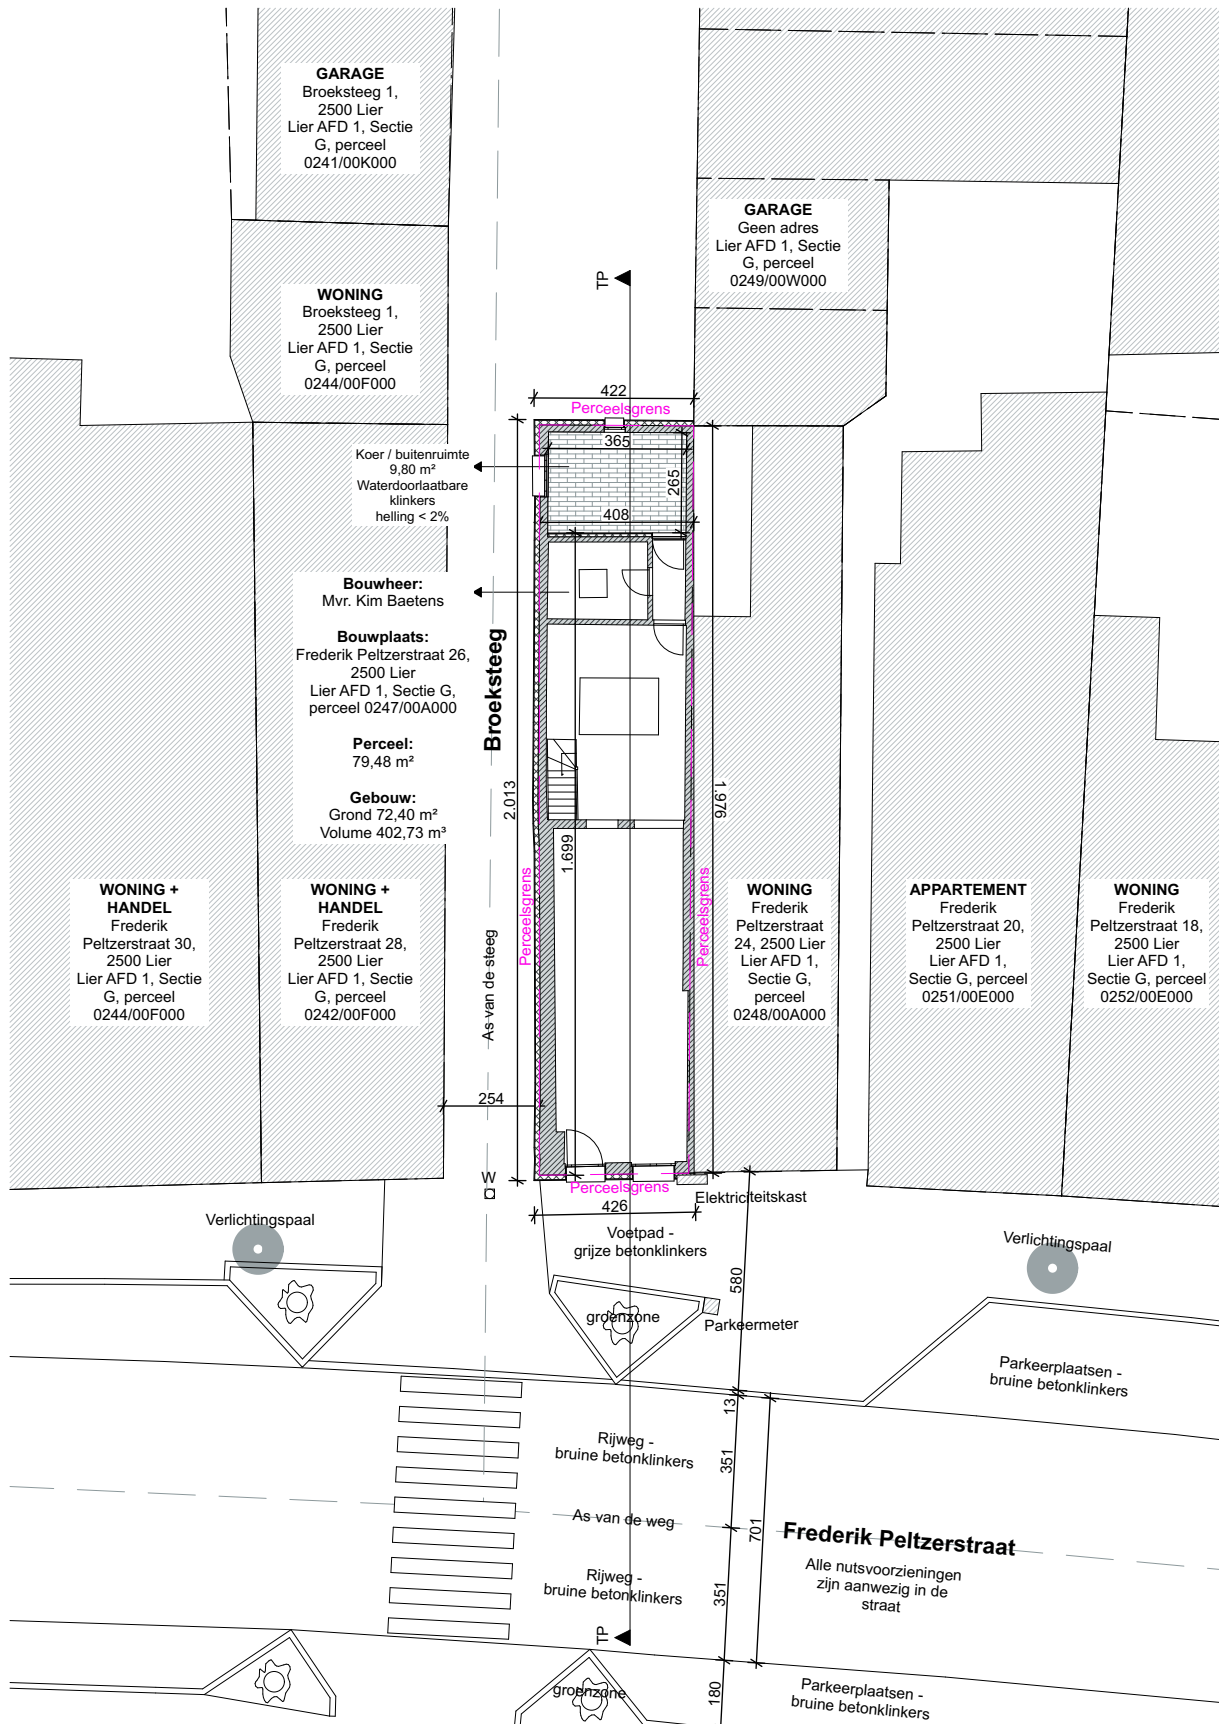 GARAGE
Broeksteeg 1,
2500 Lier
Lier AFD 1, Sectie
G, perceel
0241/00K000
GARAGE
Geen adres
Lier AFD 1, Sectie
G, perceel
0249/00W000
WONING
Broeksteeg 1,
2500 Lier
Lier AFD 1, Sectie
G, perceel
0244/00F000
TP
422
Perceelsgrens
365
265
408
Koer / buitenruimte
9,80 m²
Waterdoorlaatbare
klinkers
helling < 2%
Bouwheer:
Mvr. Kim Baetens
Bouwplaats:
Frederik Peltzerstraat 26,
2500 Lier
Lier AFD 1, Sectie G,
perceel 0247/00A000
Perceel:
79,48 m²
Gebouw:
Grond 72,40 m²
Volume 402,73 m³
Broeksteeg
2.013
1.976
1.699
Perceelsgrens
Perceelsgrens
As van de steeg
WONING +
HANDEL
Frederik
Peltzerstraat 30,
2500 Lier
Lier AFD 1, Sectie
G, perceel
0244/00F000
WONING +
HANDEL
Frederik
Peltzerstraat 28,
2500 Lier
Lier AFD 1, Sectie
G, perceel
0242/00F000
WONING
Frederik
Peltzerstraat
24, 2500 Lier
Lier AFD 1,
Sectie G,
perceel
0248/00A000
APPARTEMENT
Frederik
Peltzerstraat 20,
2500 Lier
Lier AFD 1,
Sectie G, perceel
0251/00E000
WONING
Frederik
Peltzerstraat 18,
2500 Lier
Lier AFD 1,
Sectie G, perceel
0252/00E000
254
W
Perceelsgrens
Elektriciteitskast
426
Verlichtingspaal
Voetpad -
grijze betonklinkers
Verlichtingspaal
580
groenzone
Parkeermeter
Parkeerplaatsen -
bruine betonklinkers
13
Rijweg -
bruine betonklinkers
351
As van de weg
701
Frederik Peltzerstraat
Alle nutsvoorzieningen
zijn aanwezig in de
straat
Rijweg -
bruine betonklinkers
351
TP
groenzone
180
Parkeerplaatsen -
bruine betonklinkers